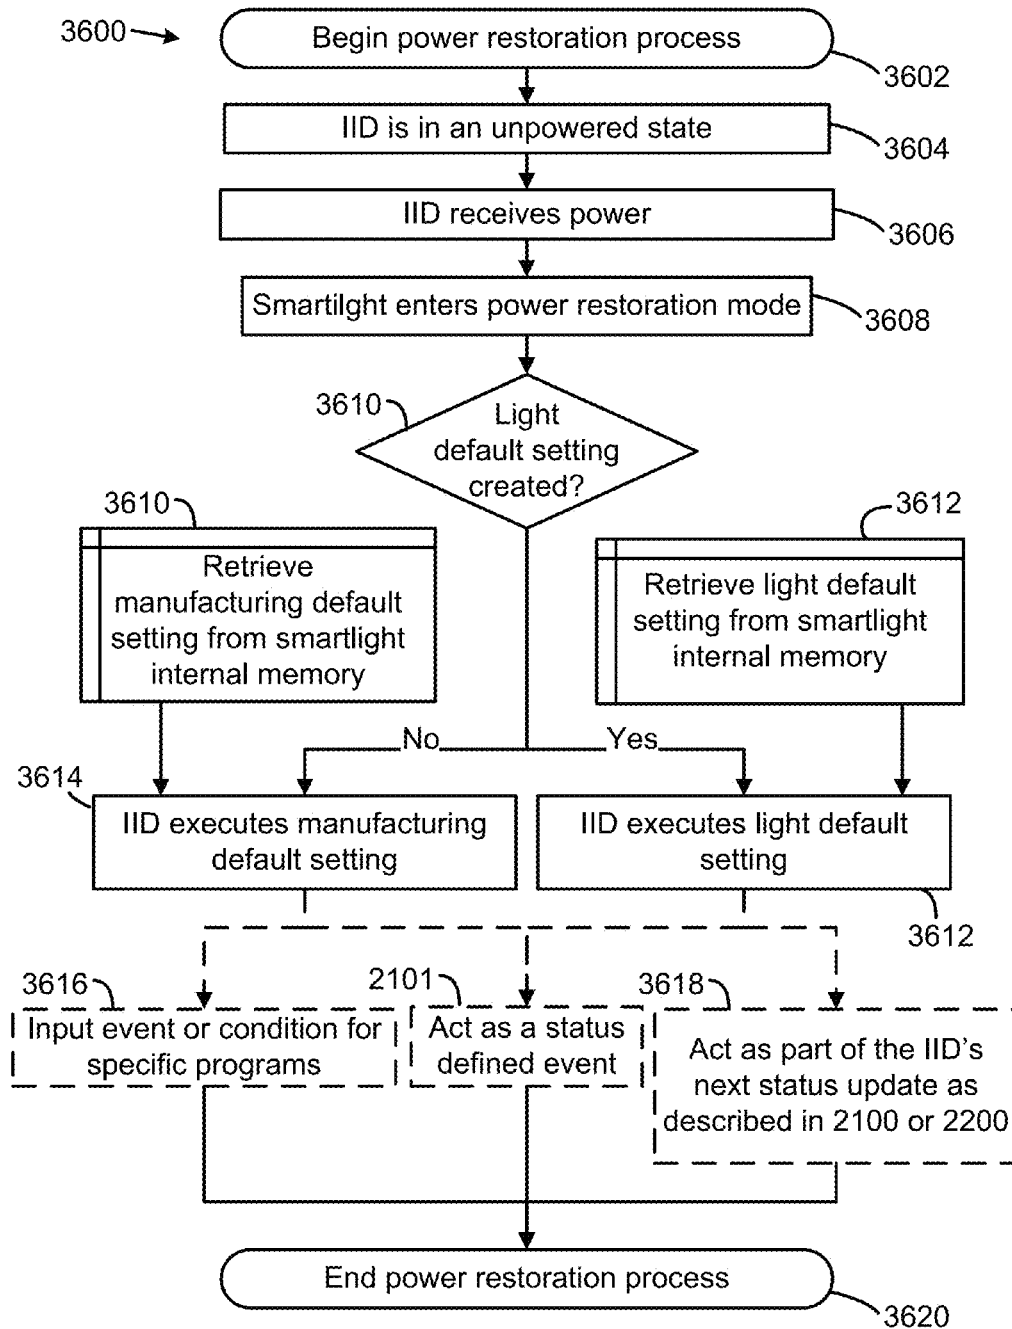 3600
Begin power restoration process
3602
IID is in an unpowered state
3604
IID receives power
3606
Smartilght enters power restoration mode
3608
3610
Light
default setting
created?
3610
Retrieve
manufacturing default
setting from smartlight
internal memory
3612
Retrieve light default
setting from smartlight
internal memory
No
Yes
3614
IID executes manufacturing
default setting
IID executes light default
setting
3612
3616
Input event or condition for
specific programs
2101
Act as a status
defined event
3618
Act as part of the IID's
next status update as
described in 2100 or 2200
End power restoration process
3620